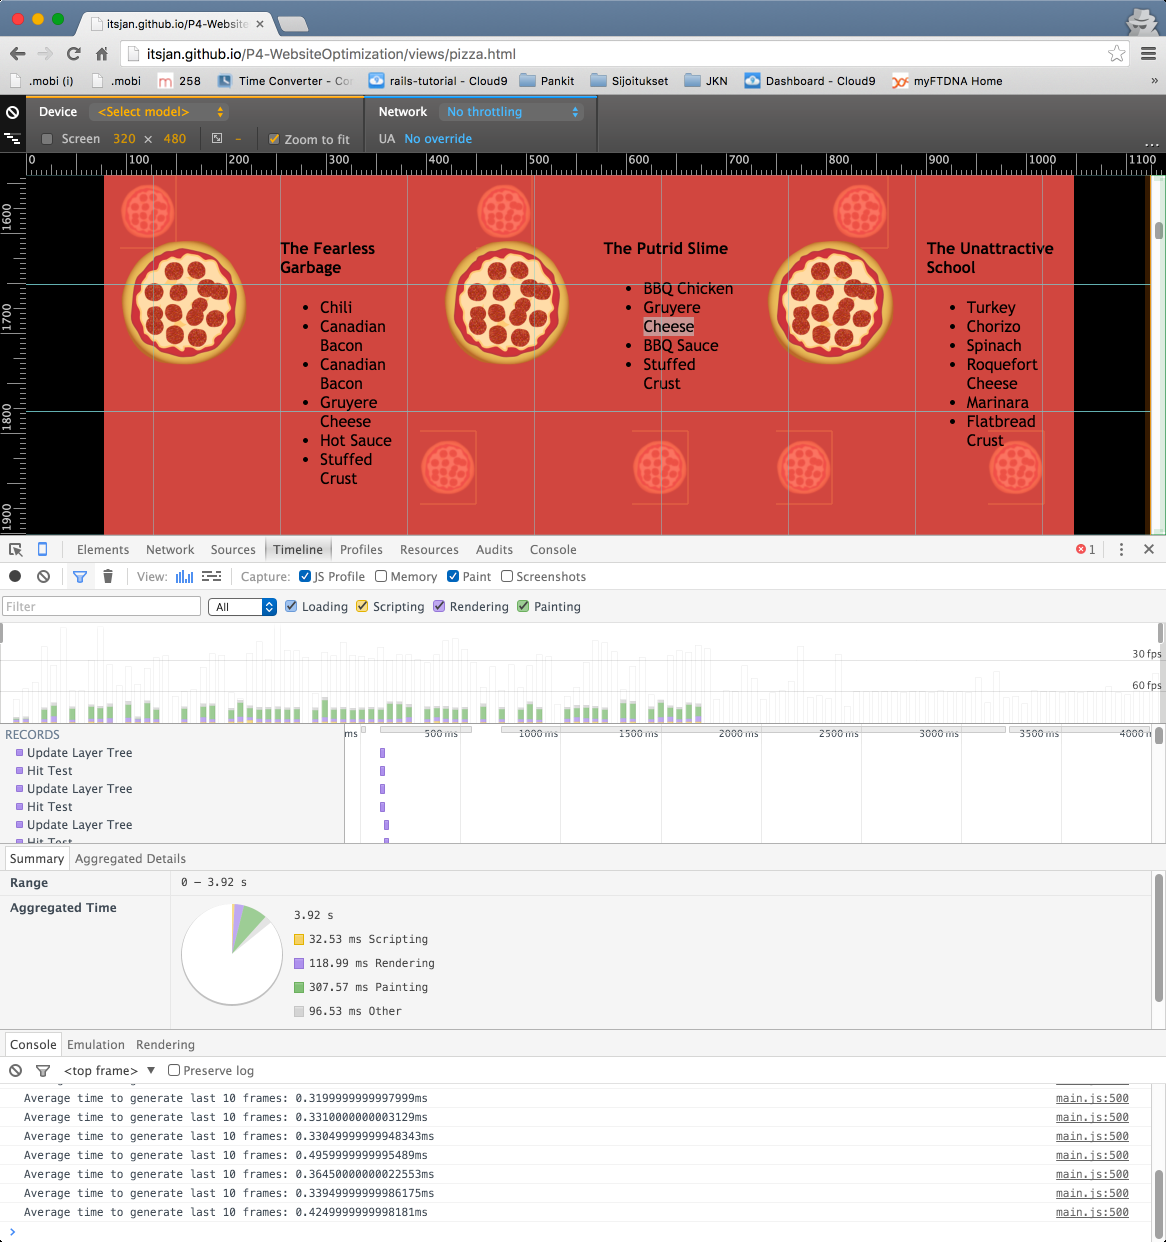 itsjan.github.io/P4-Website
itsjan.github.io/P4-WebsiteOptimization/views/pizza.html
.mobi (i) .mobi 258 Time Converter - Co rails-tutorial - Cloud9 Pankit Sijoitukset JKN Dashboard - Cloud9 myFTDNA Home »
Device <Select model> Network No throttling
Screen 320 × 480 – Zoom to fit UA No override ...
0 100 200 300 400 500 600 700 800 900 1000 1100
1600
1700
1800
1900
The Fearless Garbage
• Chili
• Canadian
Bacon
• Canadian
Bacon
• Gruyere
Cheese
• Hot Sauce
• Stuffed
Crust
The Putrid Slime
• BBQ Chicken
• Gruyere
Cheese
• BBQ Sauce
• Stuffed
Crust
The Unattractive
School
• Turkey
• Chorizo
• Spinach
• Roquefort
Cheese
• Marinara
• Flatbread
Crust
Elements Network Sources Timeline Profiles Resources Audits Console 1
View: Capture: JS Profile Memory Paint Screenshots
Filter All Loading Scripting Rendering Painting
30 fps
60 fps
RECORDS
ms 500 ms 1000 ms 1500 ms 2000 ms 2500 ms 3000 ms 3500 ms 4000 m
Update Layer Tree
Hit Test
Update Layer Tree
Hit Test
Update Layer Tree
Hit Test
Summary Aggregated Details
Range 0 – 3.92 s
Aggregated Time
3.92 s
32.53 ms Scripting
118.99 ms Rendering
307.57 ms Painting
96.53 ms Other
Console Emulation Rendering
<top frame> ▼ Preserve log
Average time to generate last 10 frames: 0.3199999999997999ms main.js:500
Average time to generate last 10 frames: 0.3310000000003129ms main.js:500
Average time to generate last 10 frames: 0.33049999999948343ms main.js:500
Average time to generate last 10 frames: 0.4959999999995489ms main.js:500
Average time to generate last 10 frames: 0.36450000000022553ms main.js:500
Average time to generate last 10 frames: 0.33949999999986175ms main.js:500
Average time to generate last 10 frames: 0.4249999999998181ms main.js:500
>